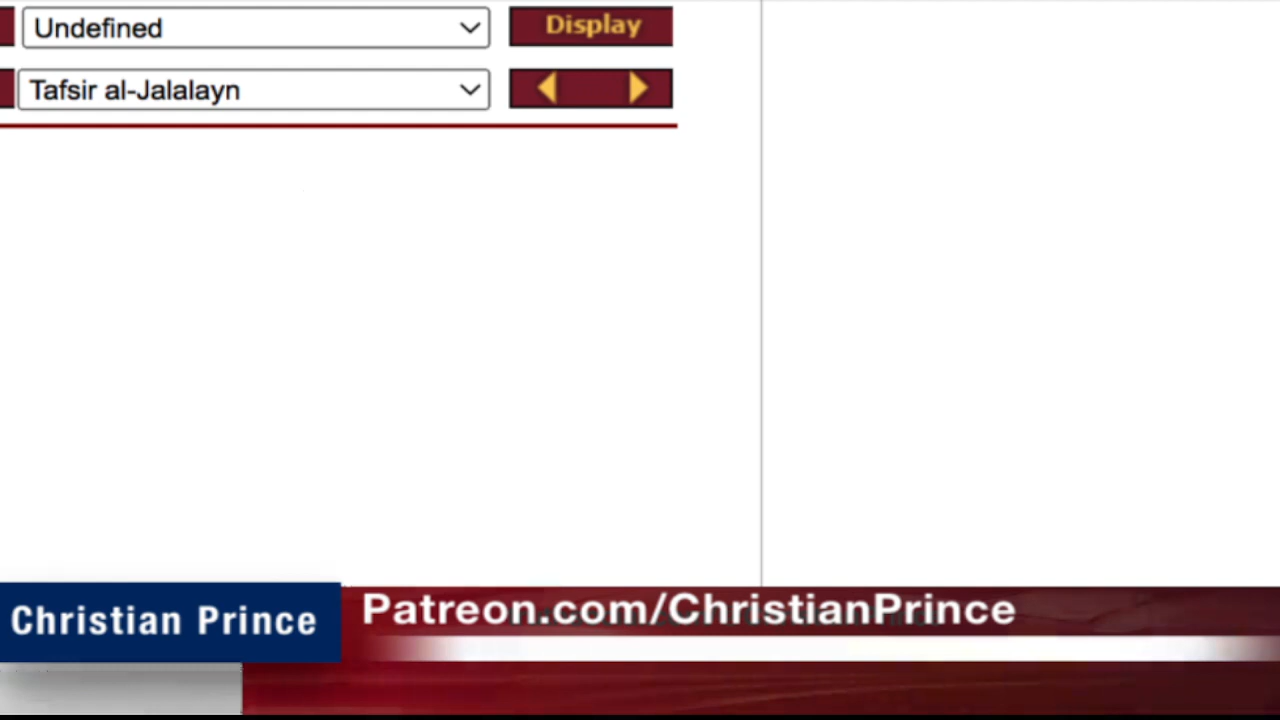 Undefined
Display
Tafsir al-Jalalayn
Christian Prince
Patreon.com/ChristianPrince